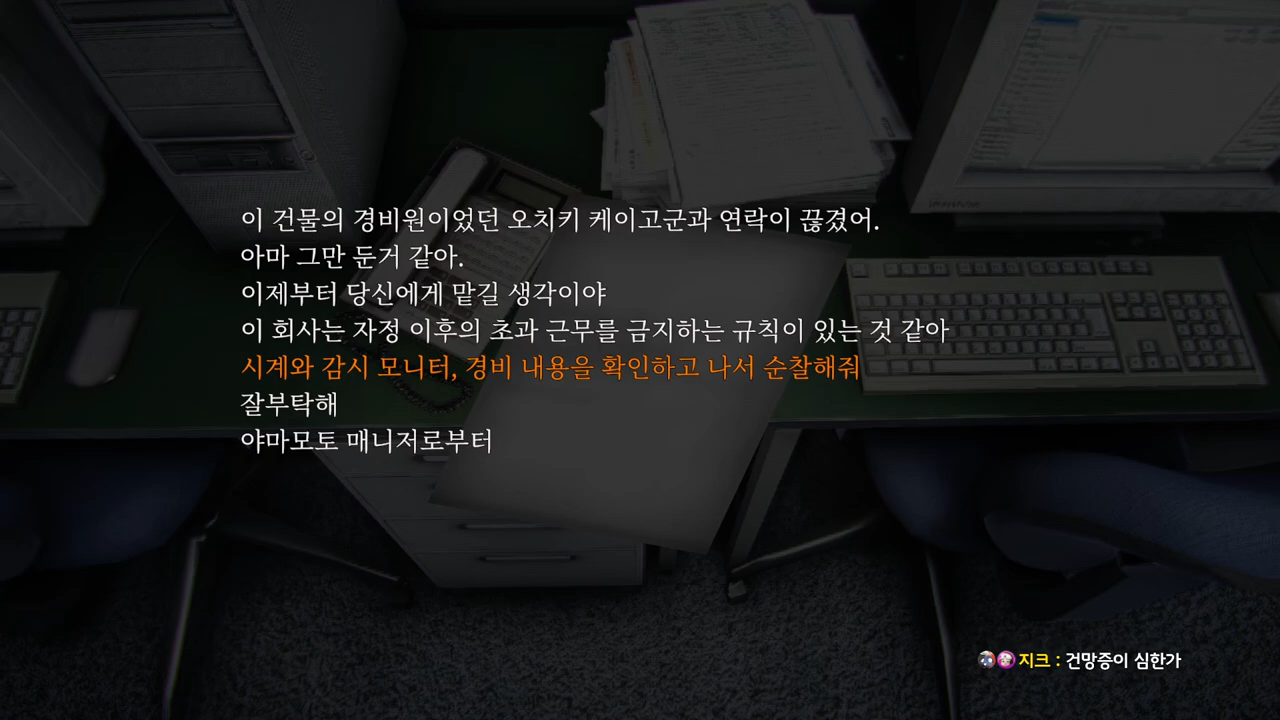 이 건물의 경비원이었던 오치키 케이고군과 연락이 끊겼어.
아마 그만 둔거 같아.
이제부터 당신에게 맡길 생각이야
이 회사는 자정 이후의 초과 근무를 금지하는 규칙이 있는 것 같아
시계와 감시 모니터, 경비 내용을 확인하고 나서 순찰해줘
잘부탁해
야마모토 매니저로부터
지크 : 건망증이 심한가